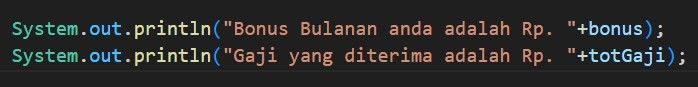 System.out.println("Bonus Bulanan anda adalah Rp. "+bonus);
System.out.println("Gaji yang diterima adalah Rp. "+totGaji);